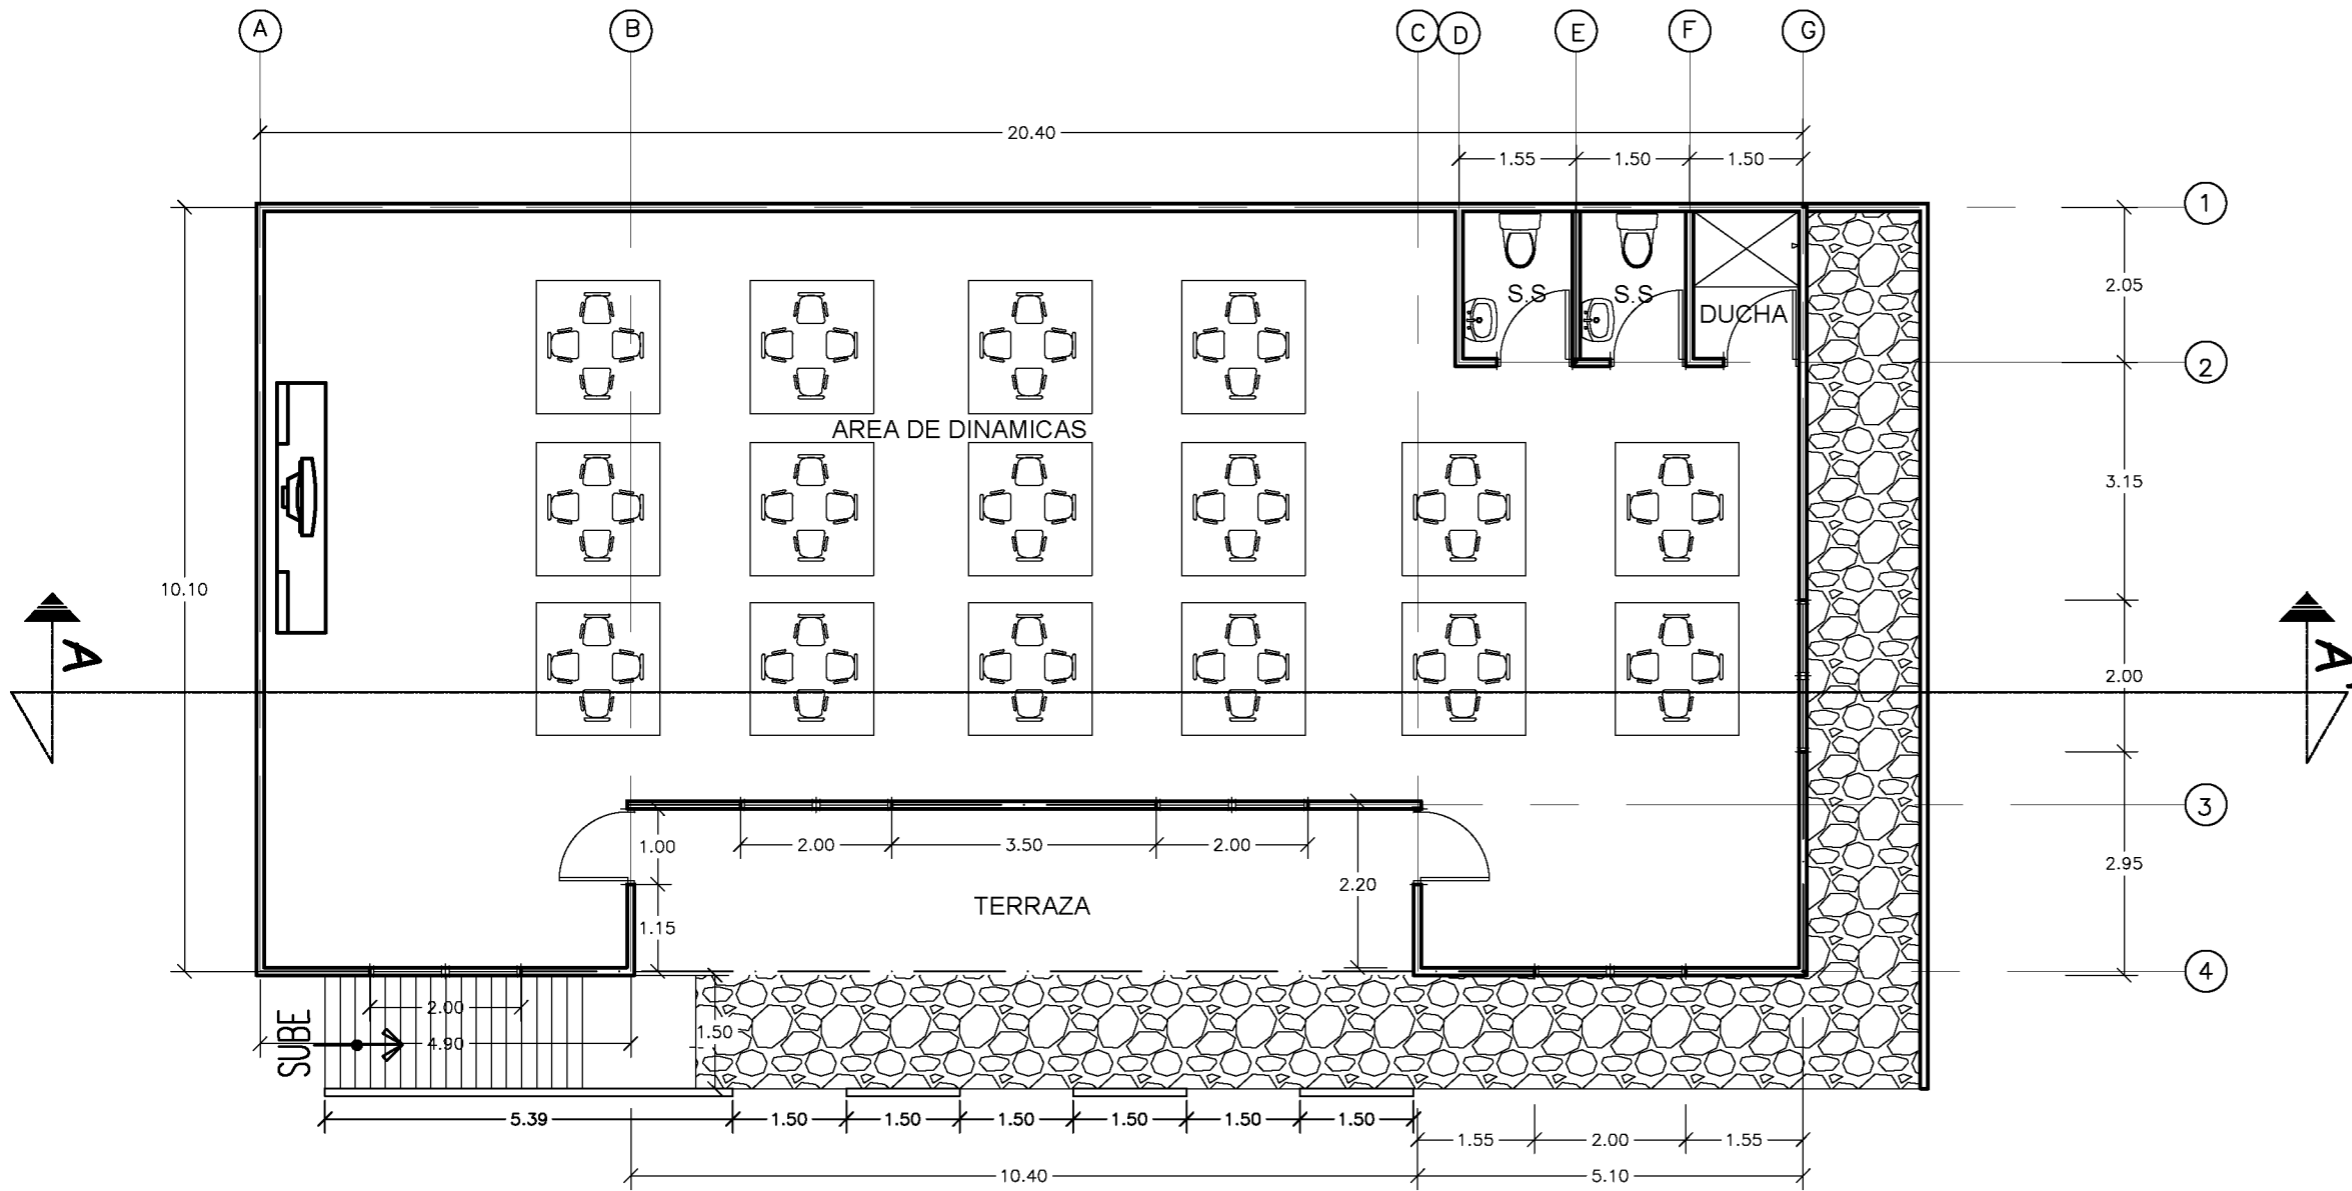 A B C D E F G
20.40
1.55 1.50 1.50
1
2.05
S.S S.S
DUCHA
2
AREA DE DINAMICAS
3.15
10.10
A A'
2.00
3
1.00 2.00 3.50 2.00
2.95
2.20
TERRAZA
1.15
4
2.00
1.50
SUBE
4.90
5.39 1.50 1.50 1.50 1.50 1.50 1.50
1.55 2.00 1.55
10.40 5.10